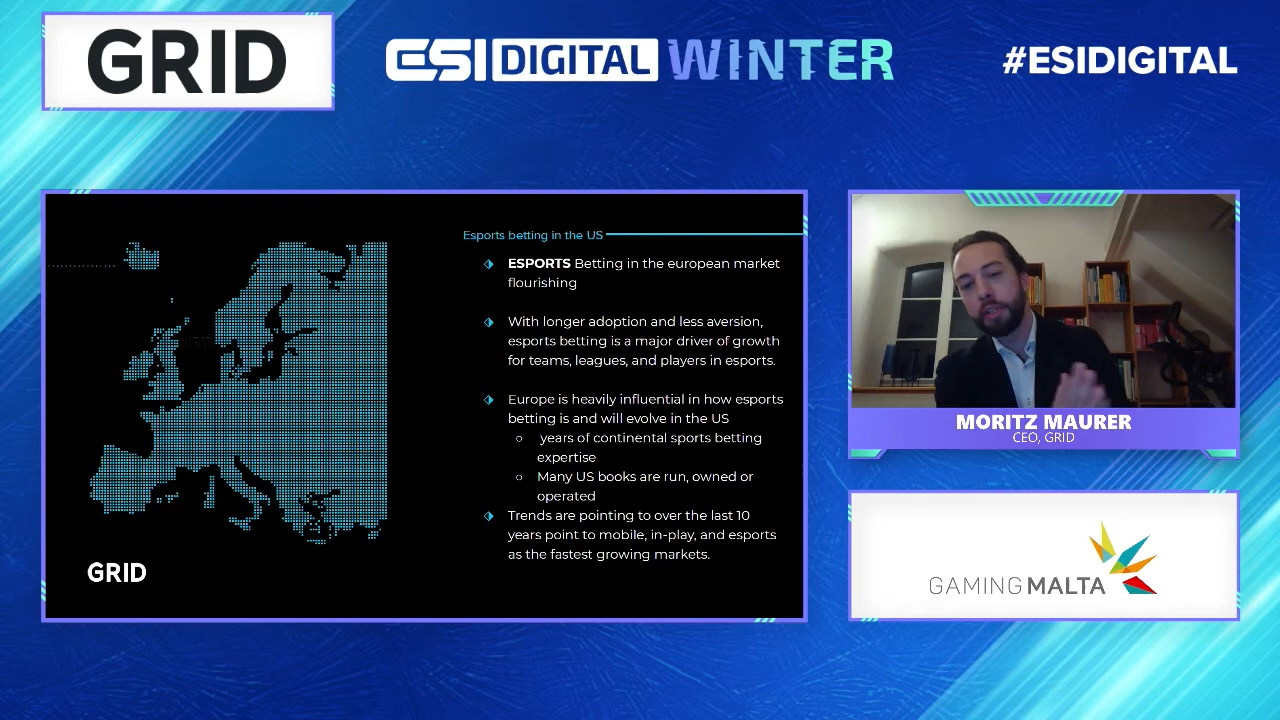 GRID
ESI DIGITAL WINTER
#ESIDIGITAL
Esports betting in the US
ESPORTS Betting in the european market
flourishing
With longer adoption and less aversion,
esports betting is a major driver of growth
for teams, leagues, and players in esports.
Europe is heavily influential in how esports
betting is and will evolve in the US
years of continental sports betting
expertise
Many US books are run, owned or
operated
Trends are pointing to over the last 10
years point to mobile, in-play, and esports
as the fastest growing markets.
GRID
MORITZ MAURER
CEO, GRID
GAMINGMALTA